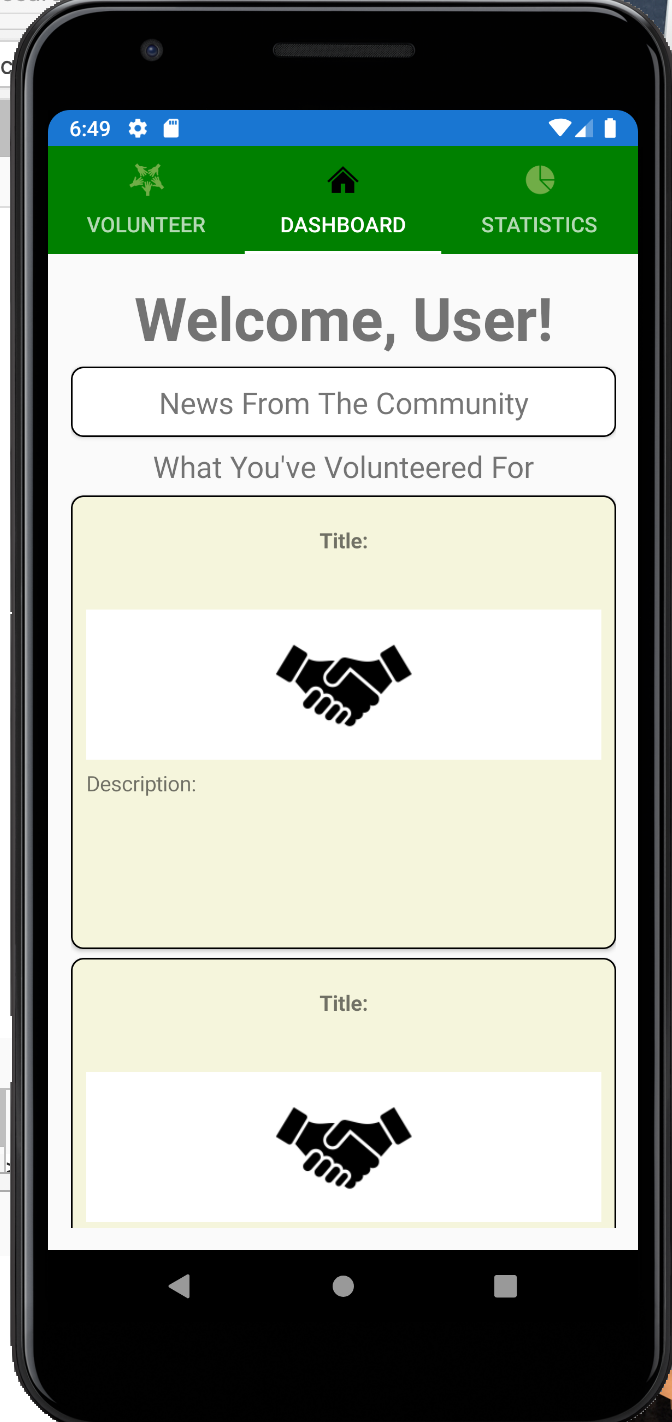 6:49
VOLUNTEER
DASHBOARD
STATISTICS
Welcome, User!
News From The Community
What You've Volunteered For
Title:
Description:
Title: